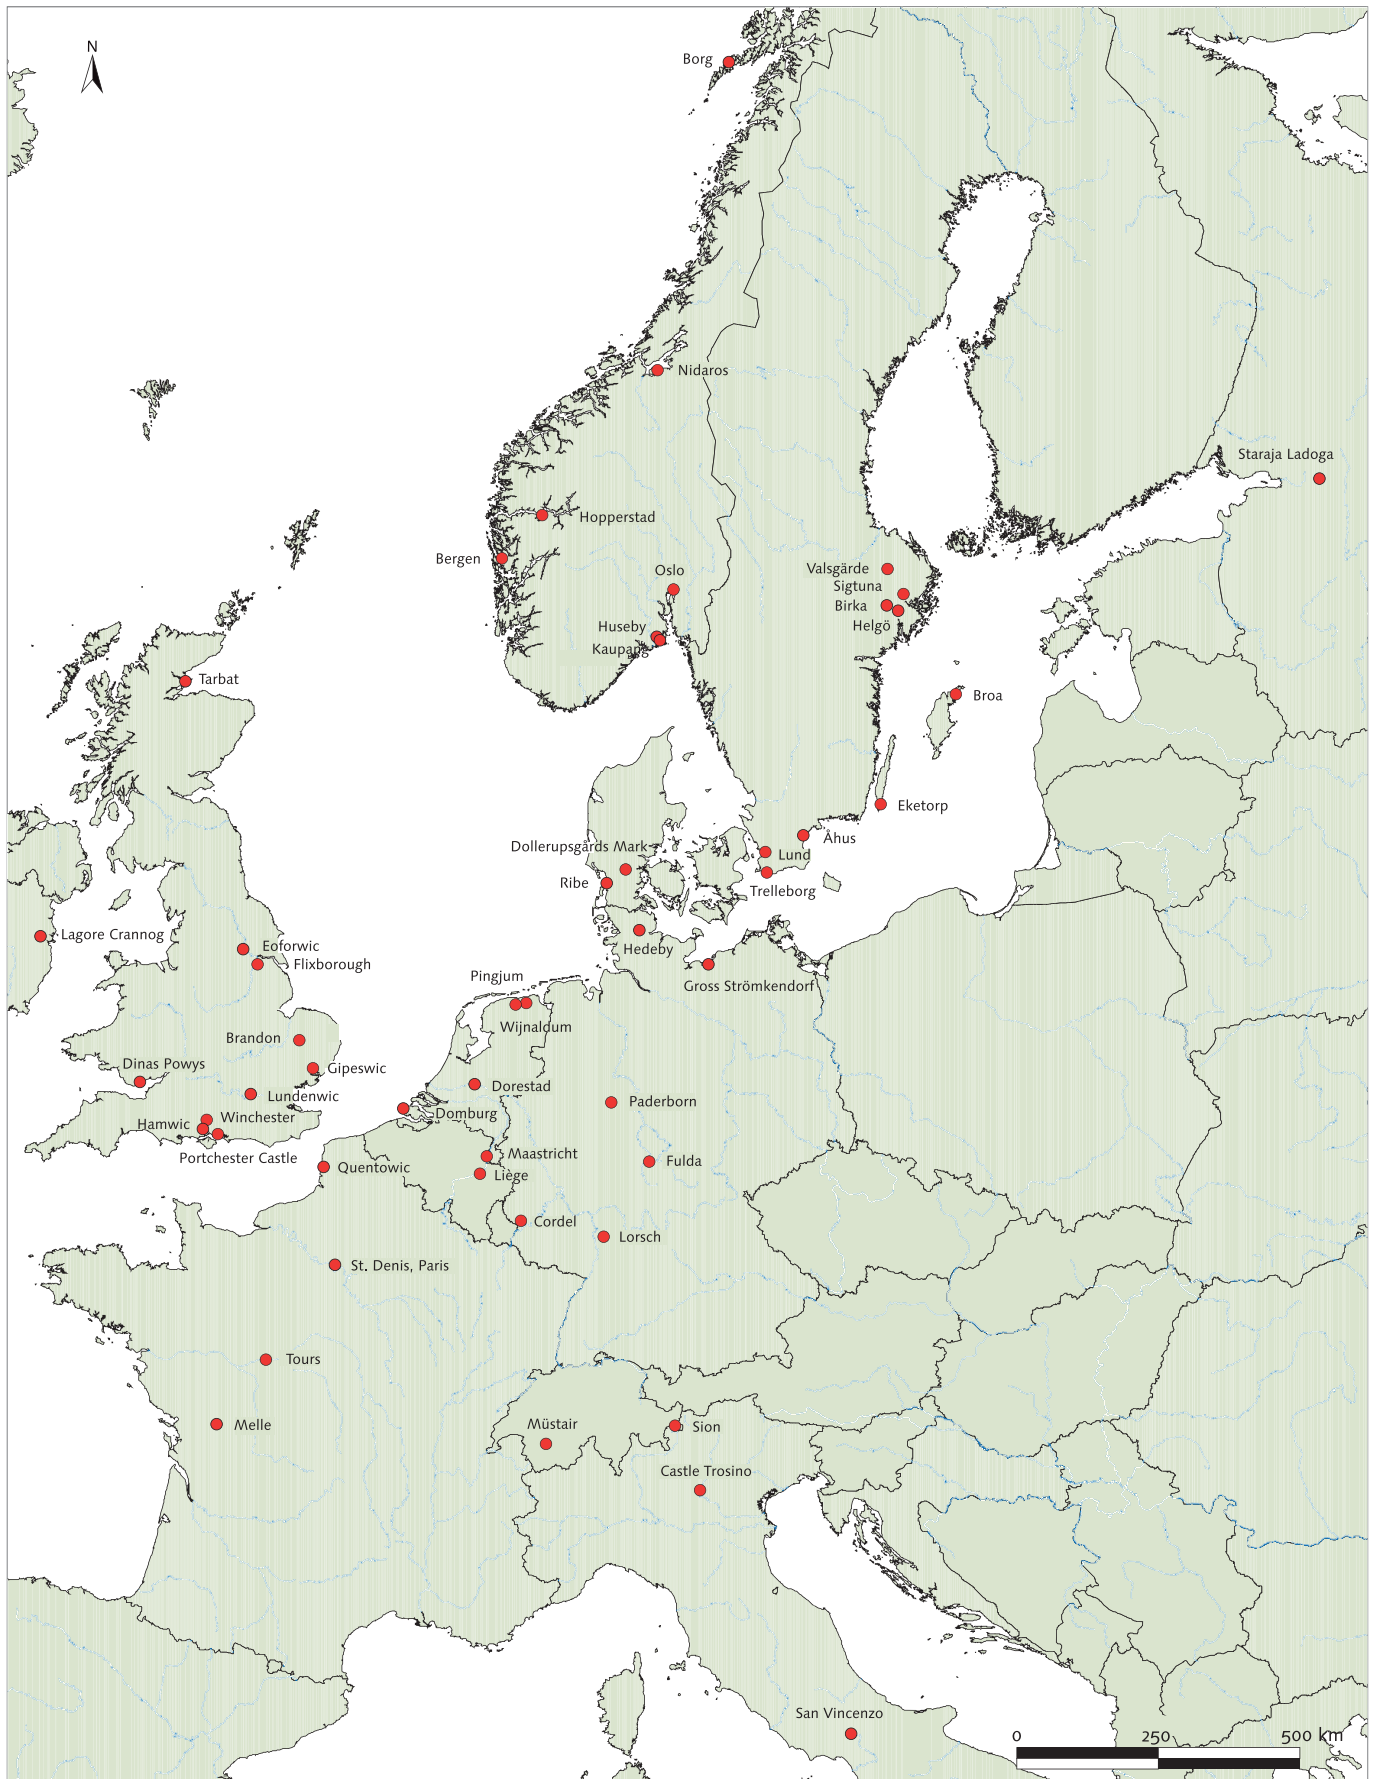 N
Borg
Nidaros
Staraja Ladoga
Hopperstad
Bergen
Oslo
Valsgärde
Sigtuna
Birka
Helgö
Huseby
Kaupang
Tarbat
Broa
Eketorp
Åhus
Dollerupsgårds Mark
Lund
Ribe
Trelleborg
Lagore Crannog
Eoforwic
Flixborough
Hedeby
Pingjum
Gross Strömkendorf
Wijnaldum
Brandon
Dinas Powys
Gipeswic
Dorestad
Lundenwic
Paderborn
Domburg
Winchester
Hamwic
Portchester Castle
Maastricht
Quentowic
Fulda
Liège
Cordel
Lorsch
St. Denis, Paris
Tours
Melle
Müstair
Sion
Castle Trosino
San Vincenzo
0 250 500 km